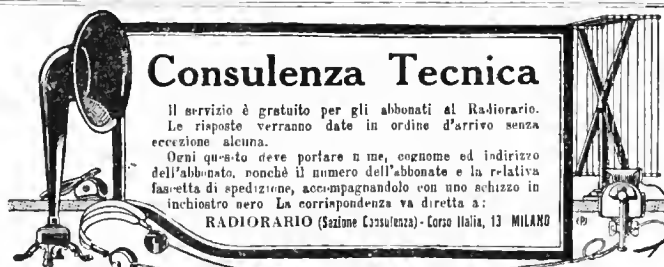 Consulenza Tecnica
Il servizio è gratuito per gli abbonati al Radiorario.
Le risposte verranno date in ordine d'arrivo senza
eccezione alcuna.
Ogni quesito deve portare nome, cognome ed indirizzo
dell'abbonato, nonchè il numero dell'abbonate e la relativa
fascetta di spedizione, accompagnandolo con uno schizzo in
inchiostro nero La corrispondenza va diretta a:
RADIORARIO (Sezione Consulenza) - Corso Italia, 13 MILANO